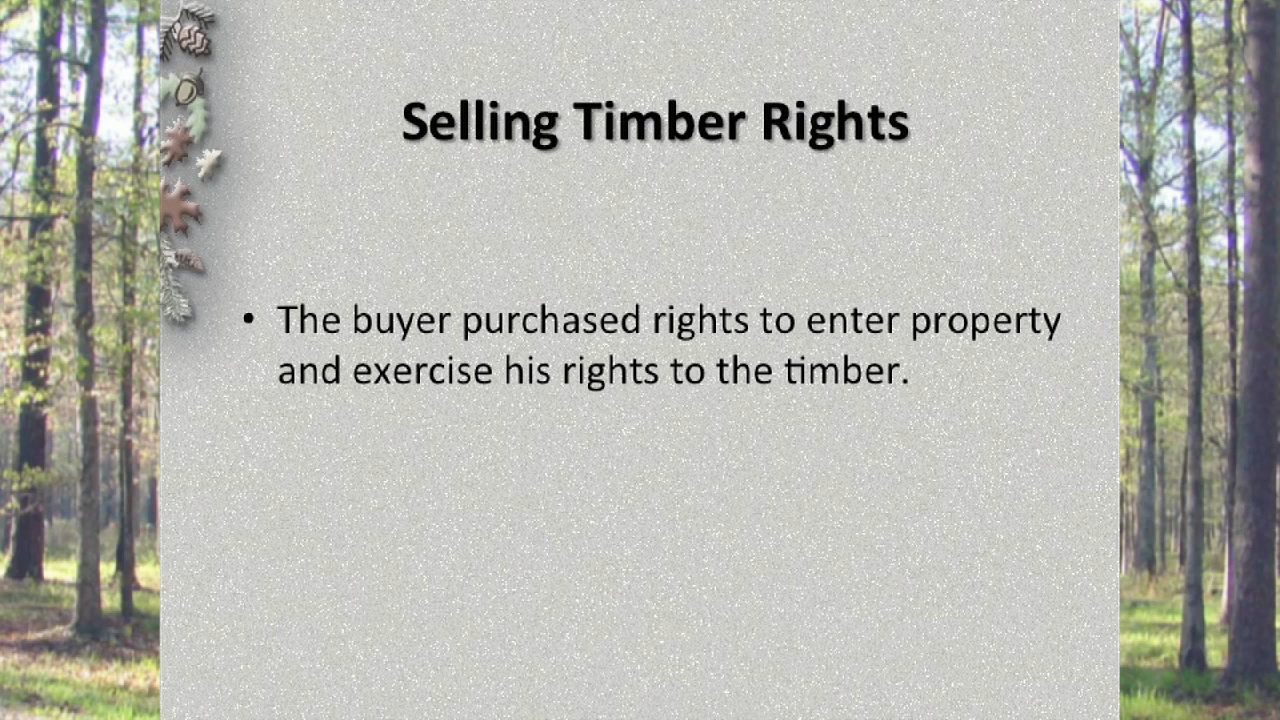 Selling Timber Rights
• The buyer purchased rights to enter property
and exercise his rights to the timber.